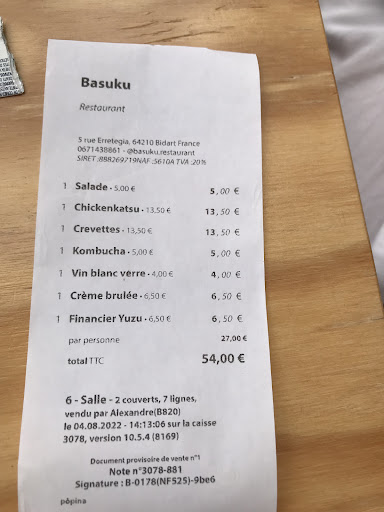 Basuku
Restaurant
5 rue Erretegia, 64210 Bidart France
0671438861 - @basuku.restaurant
SIRET :888269719NAF :5610A TVA :20%
1 Salade • 5,00 € 5,00 €
1 Chickenkatsu • 13,50 € 13,50 €
1 Crevettes • 13,50 € 13,50 €
1 Kombucha • 5,00 € 5,00 €
1 Vin blanc verre • 4,00 € 4,00 €
1 Crème brulée • 6,50 € 6,50 €
1 Financier Yuzu • 6,50 € 6,50 €
par personne 27,00 €
total TTC 54,00 €
6 - Salle - 2 couverts, 7 lignes,
vendu par Alexandre(B820)
le 04.08.2022 - 14:13:06 sur la caisse
3078, version 10.5.4 (8169)
Document provisoire de vente n°1
Note n°3078-881
Signature : B-0178(NF525)-9be6
pôpina